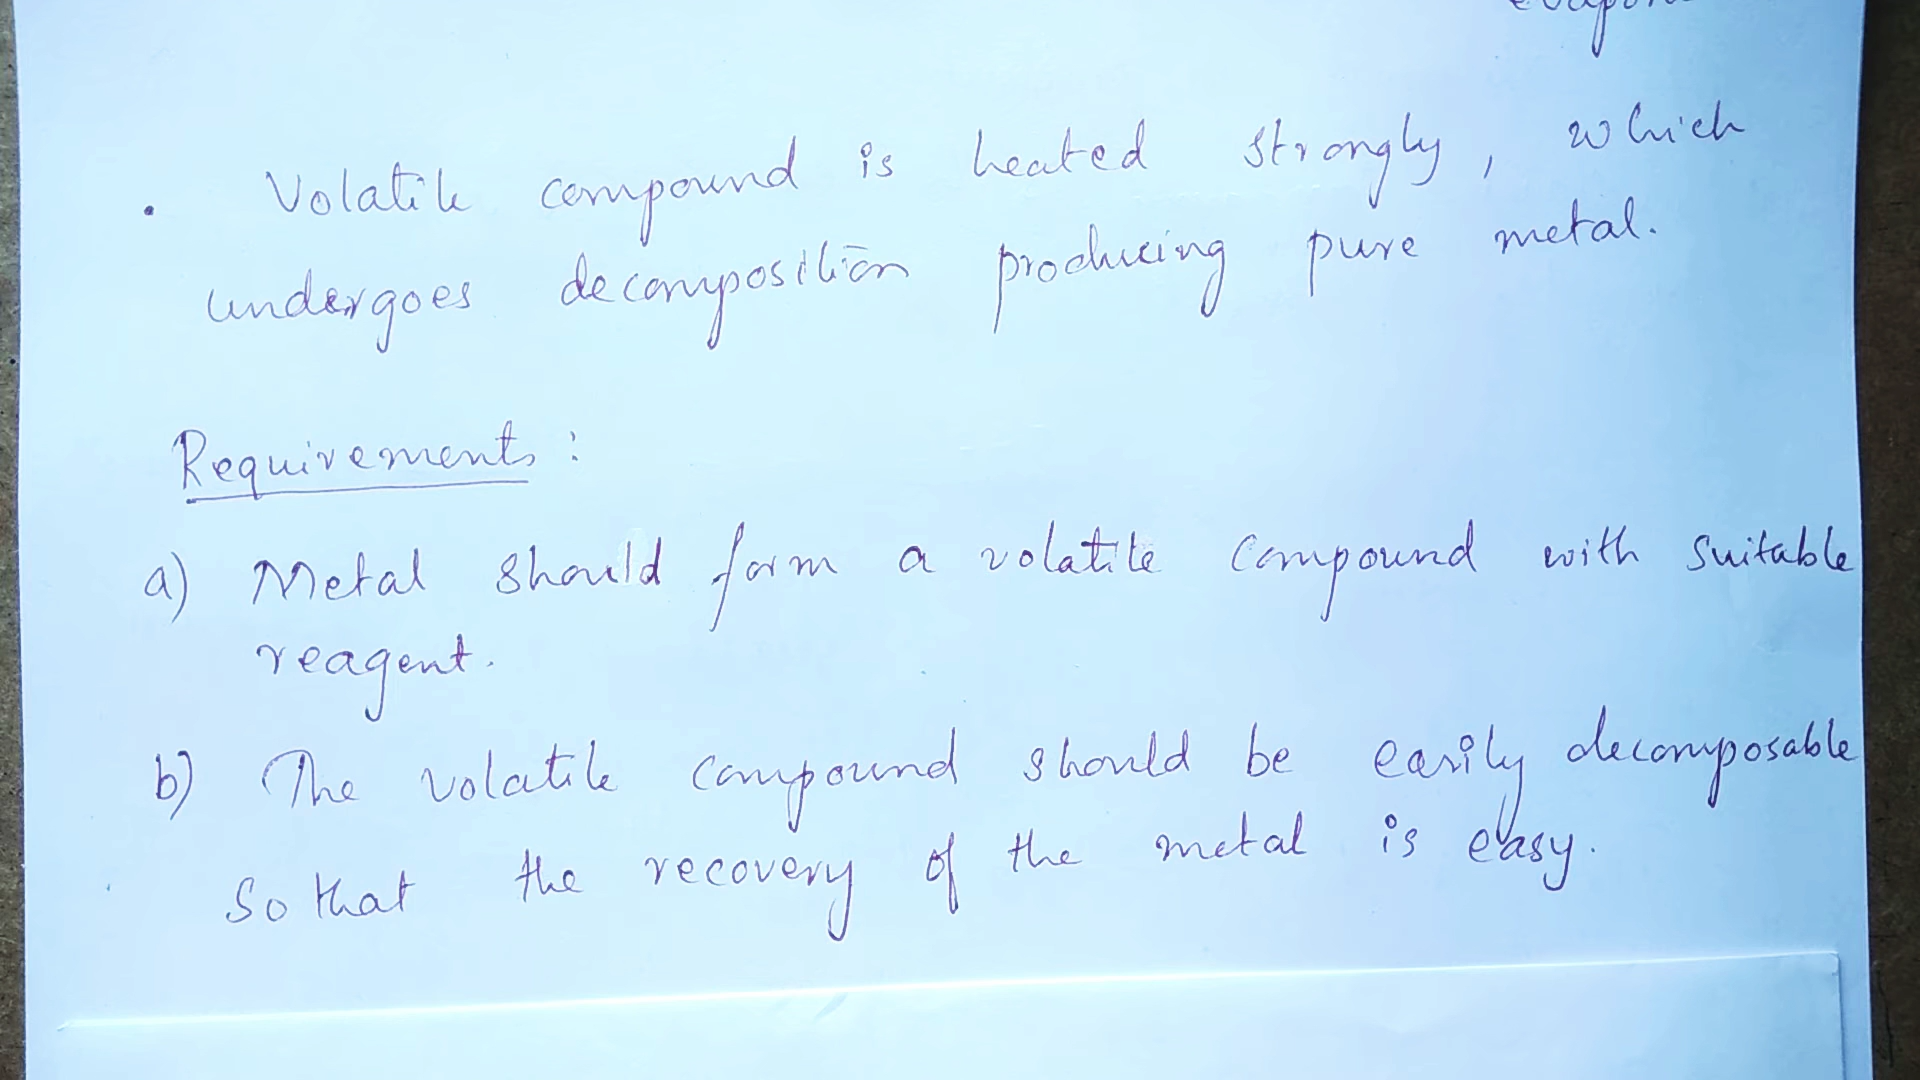 . Volatile compound is heated strongly, which
undergoes decomposition producing pure metal.
Requirements:
a) Metal should form a volatile compound with suitable
reagent.
b) The volatile compound should be easily decomposable
so that the recovery of the metal is easy.